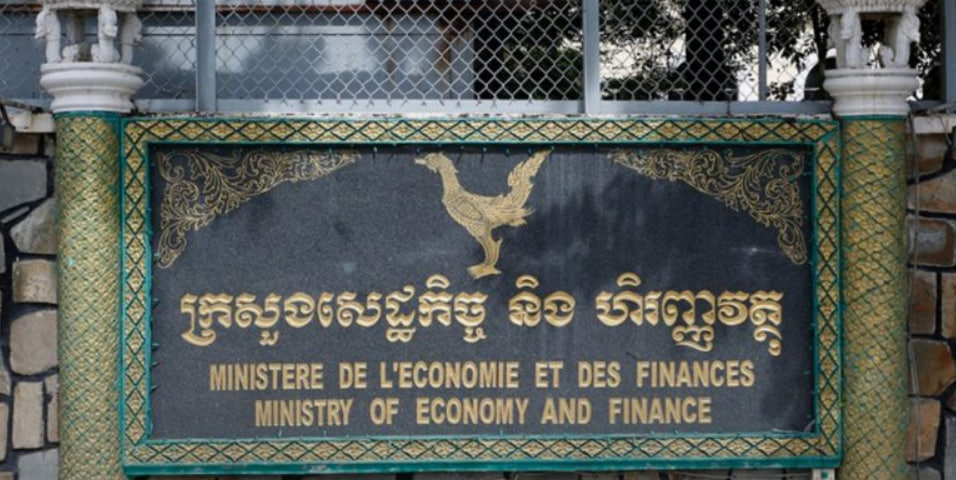 ក្រសួងសេដ្ឋកិច្ច និង ហិរញ្ញវត្ថុ
MINISTERE DE L'ECONOMIE ET DES FINANCES
MINISTRY OF ECONOMY AND FINANCE